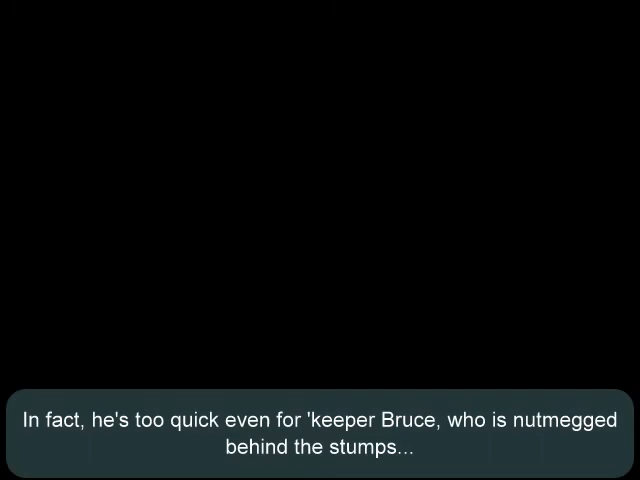 In fact, he's too quick even for 'keeper Bruce, who is nutmegged
behind the stumps...